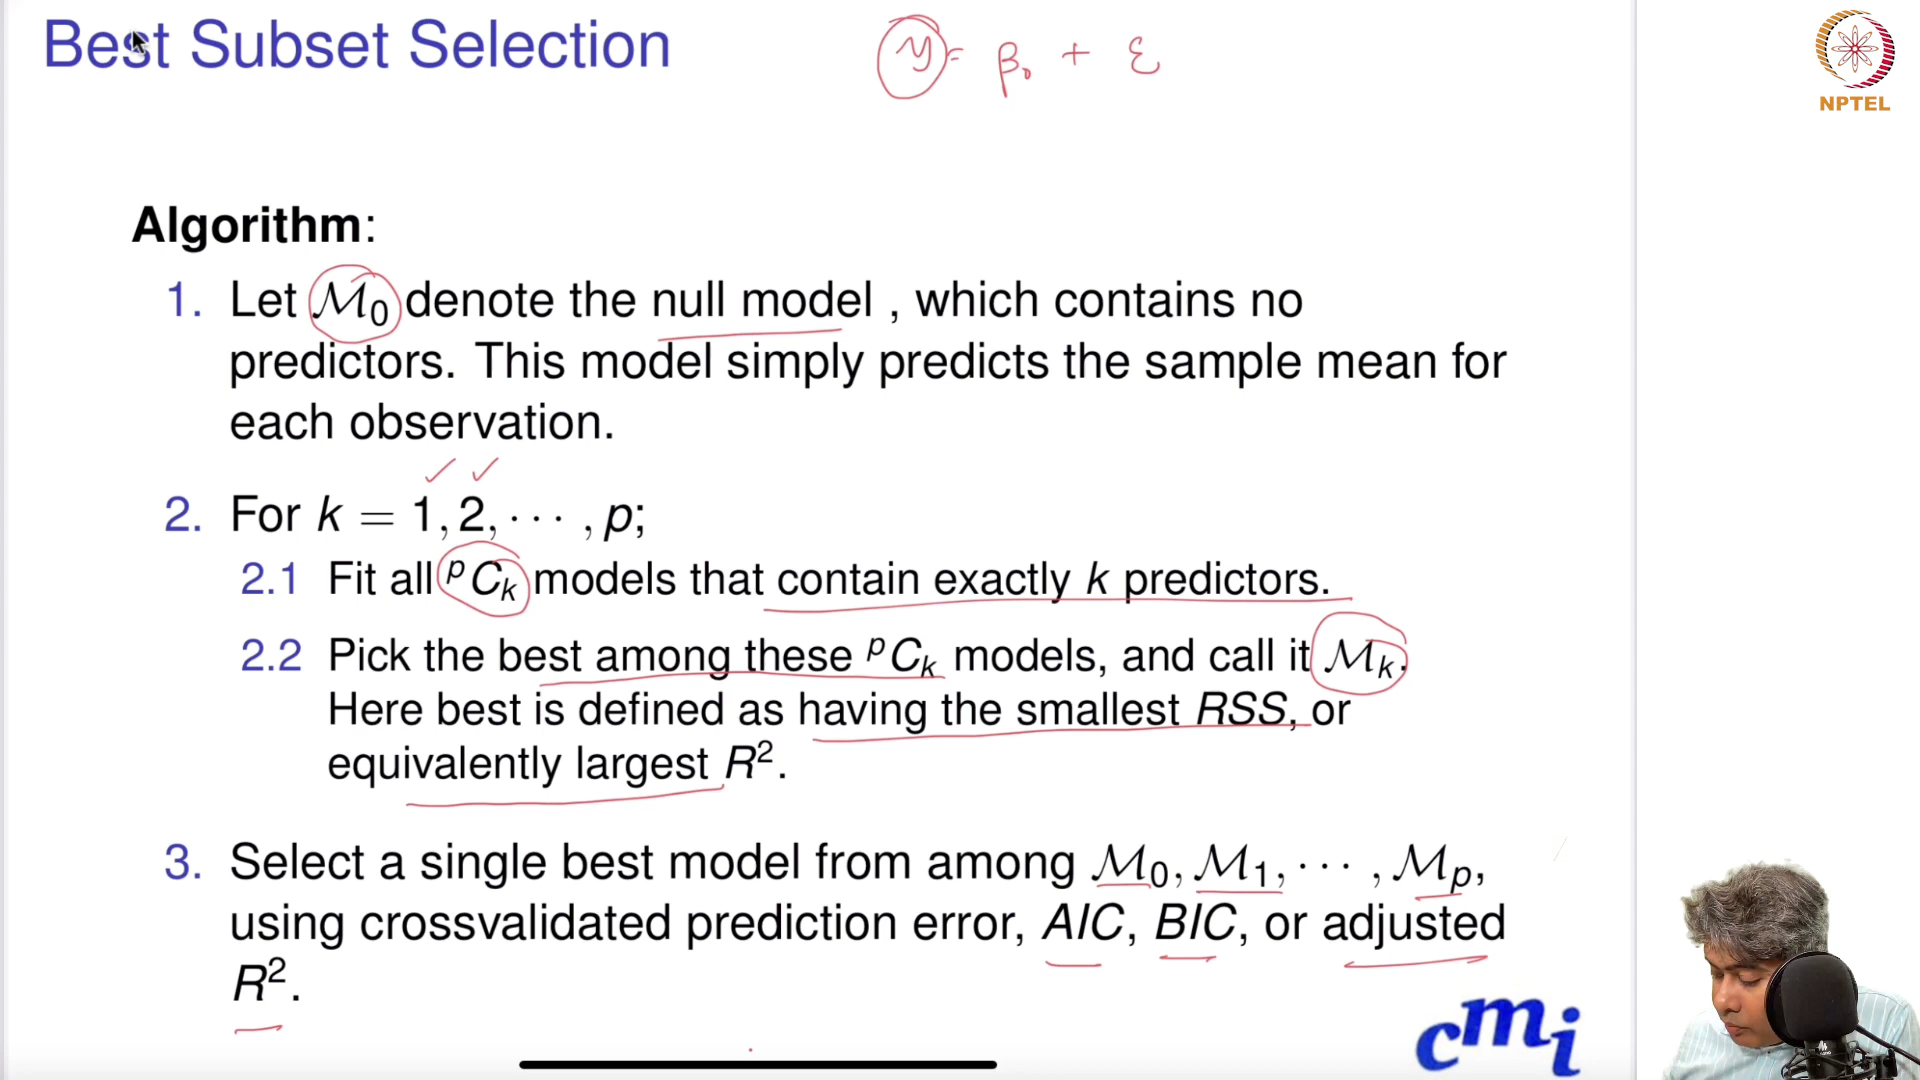 Best Subset Selection
y = β₀ + ε
NPTEL
Algorithm:
1. Let ℳ₀ denote the null model , which contains no
predictors. This model simply predicts the sample mean for
each observation.
2. For k = 1, 2, ⋯ , p;
2.1 Fit all ᵖCₖ models that contain exactly k predictors.
2.2 Pick the best among these ᵖCₖ models, and call it ℳₖ.
Here best is defined as having the smallest RSS, or
equivalently largest R².
3. Select a single best model from among ℳ₀, ℳ₁, ⋯ , ℳₚ,
using crossvalidated prediction error, AIC, BIC, or adjusted
R².
cmi